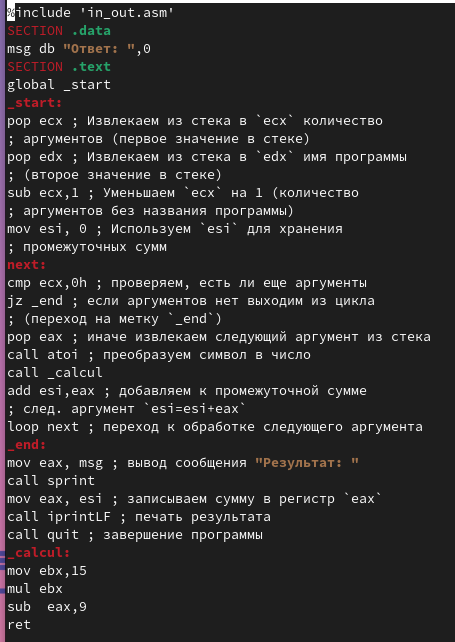 %include 'in_out.asm'
SECTION .data
msg db "Ответ: ",0
SECTION .text
global _start
_start:
pop ecx ; Извлекаем из стека в `ecx` количество
; аргументов (первое значение в стеке)
pop edx ; Извлекаем из стека в `edx` имя программы
; (второе значение в стеке)
sub ecx,1 ; Уменьшаем `ecx` на 1 (количество
; аргументов без названия программы)
mov esi, 0 ; Используем `esi` для хранения
; промежуточных сумм
next:
cmp ecx,0h ; проверяем, есть ли еще аргументы
jz _end ; если аргументов нет выходим из цикла
; (переход на метку `_end`)
pop eax ; иначе извлекаем следующий аргумент из стека
call atoi ; преобразуем символ в число
call _calcul
add esi,eax ; добавляем к промежуточной сумме
; след. аргумент `esi=esi+eax`
loop next ; переход к обработке следующего аргумента
_end:
mov eax, msg ; вывод сообщения "Результат: "
call sprint
mov eax, esi ; записываем сумму в регистр `eax`
call iprintLF ; печать результата
call quit ; завершение программы
_calcul:
mov ebx,15
mul ebx
sub  eax,9
ret